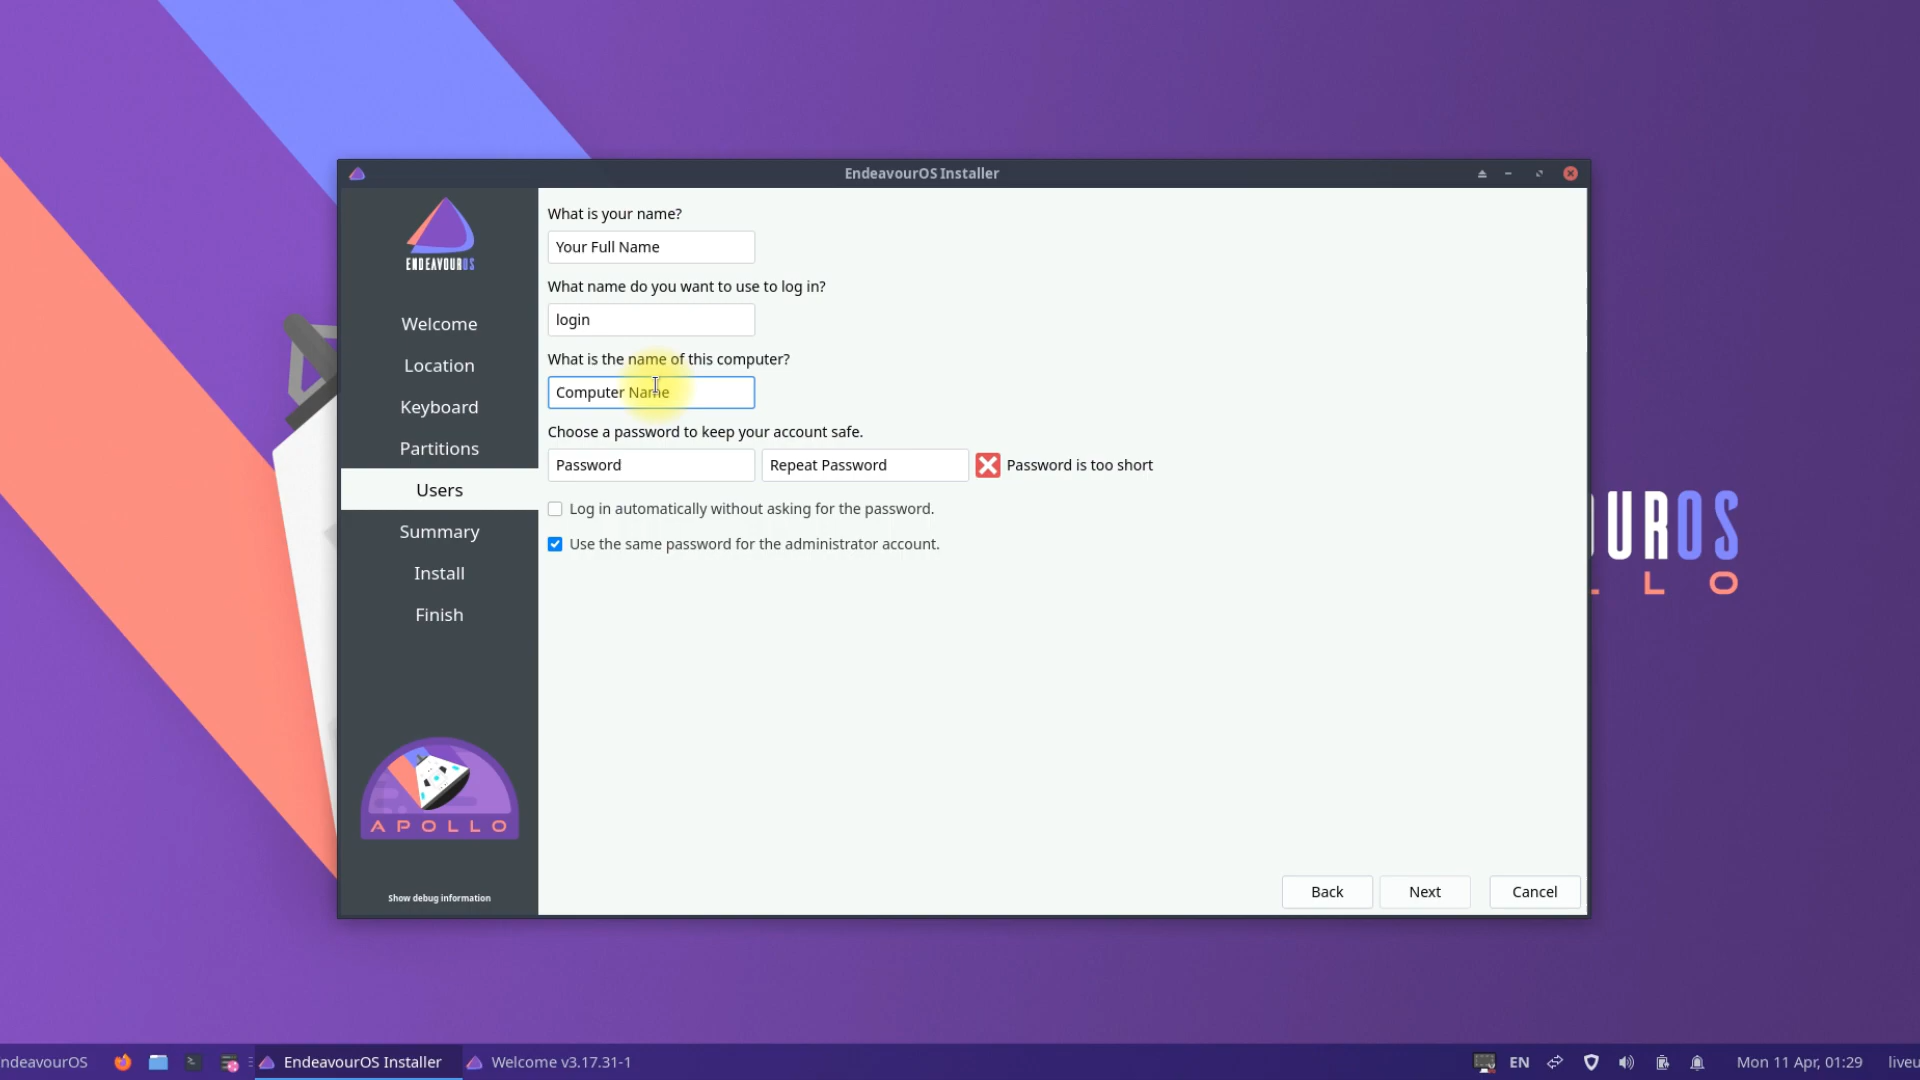 EndeavourOS Installer
ENDEAVOUROS
Welcome
Location
Keyboard
Partitions
Users
Summary
Install
Finish
APOLLO
Show debug information
What is your name?
Your Full Name
What name do you want to use to log in?
login
What is the name of this computer?
Computer Name
Choose a password to keep your account safe.
Password
Repeat Password
Password is too short
Log in automatically without asking for the password.
Use the same password for the administrator account.
Back
Next
Cancel
UROS
LO
ndeavourOS
EndeavourOS Installer
Welcome v3.17.31-1
EN
Mon 11 Apr, 01:29
liveu